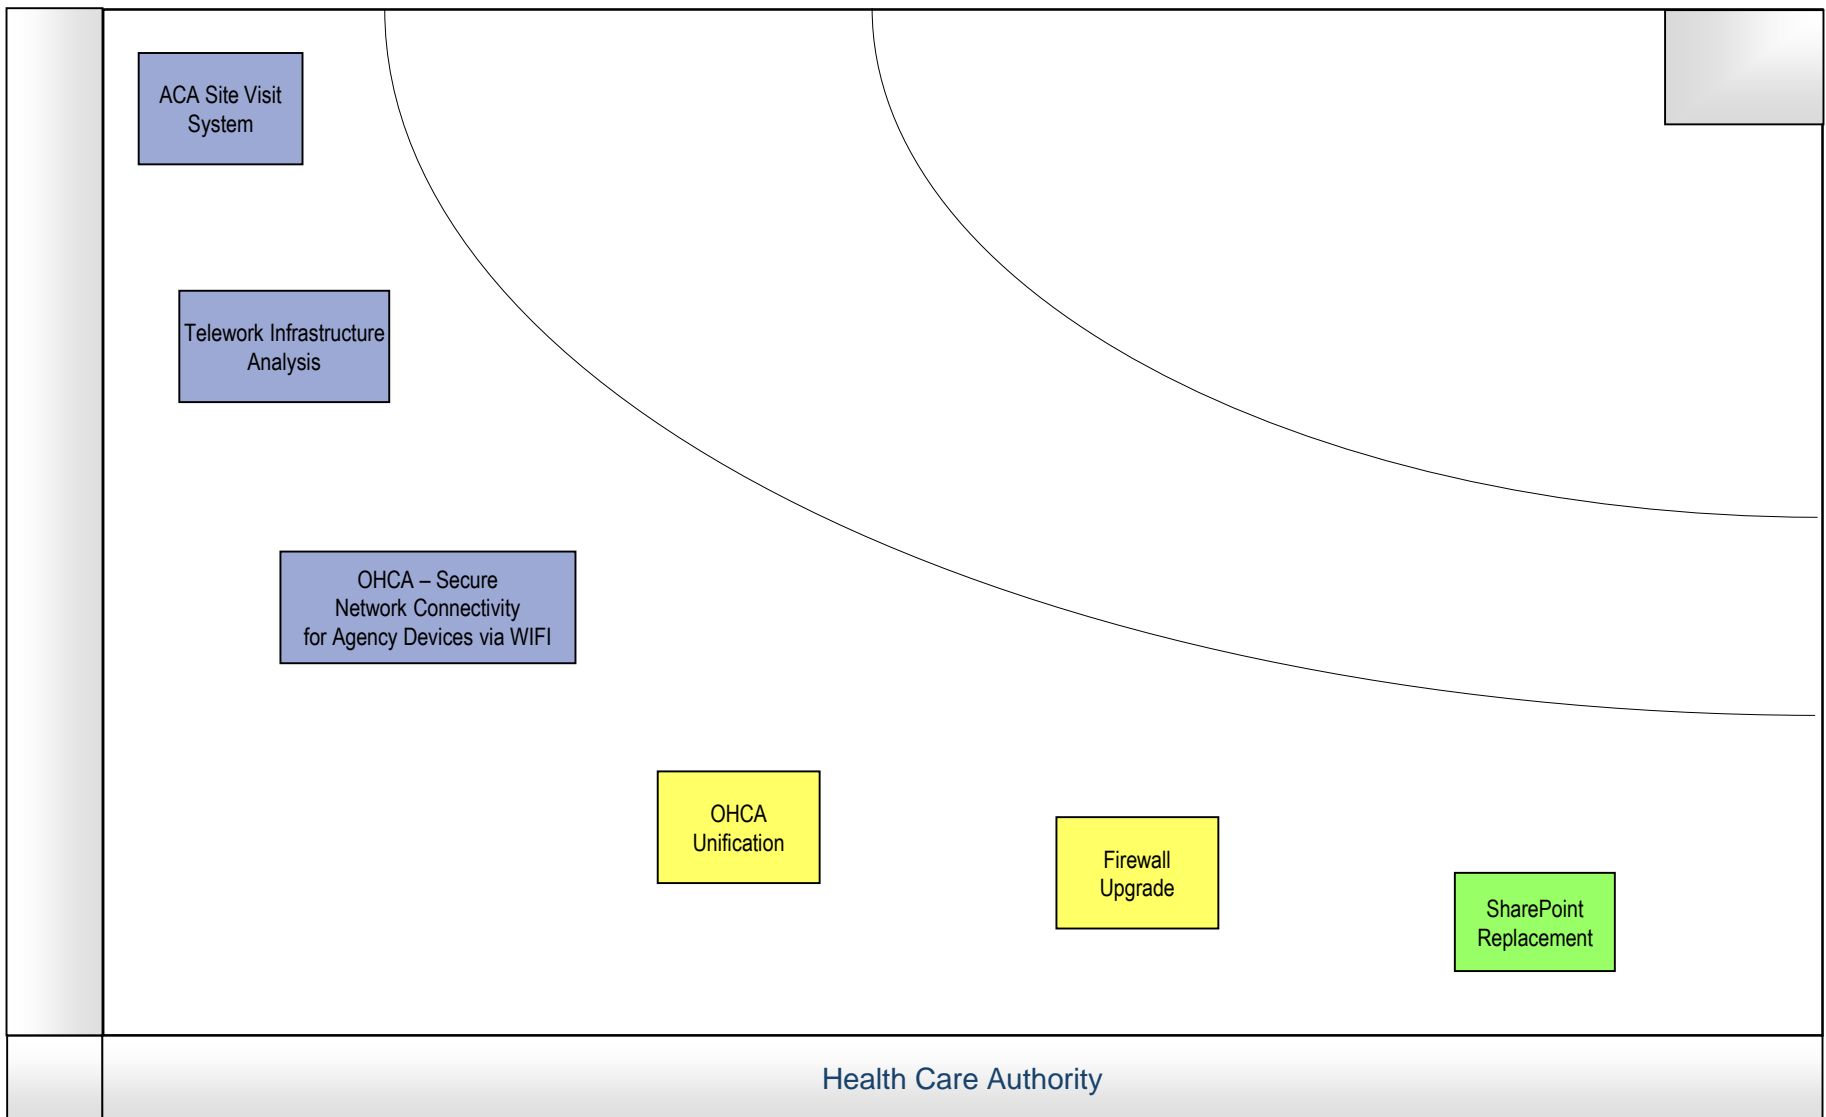 ACA Site Visit
System
Telework Infrastructure
Analysis
OHCA – Secure
Network Connectivity
for Agency Devices via WIFI
OHCA
Unification
Firewall
Upgrade
SharePoint
Replacement
Health Care Authority